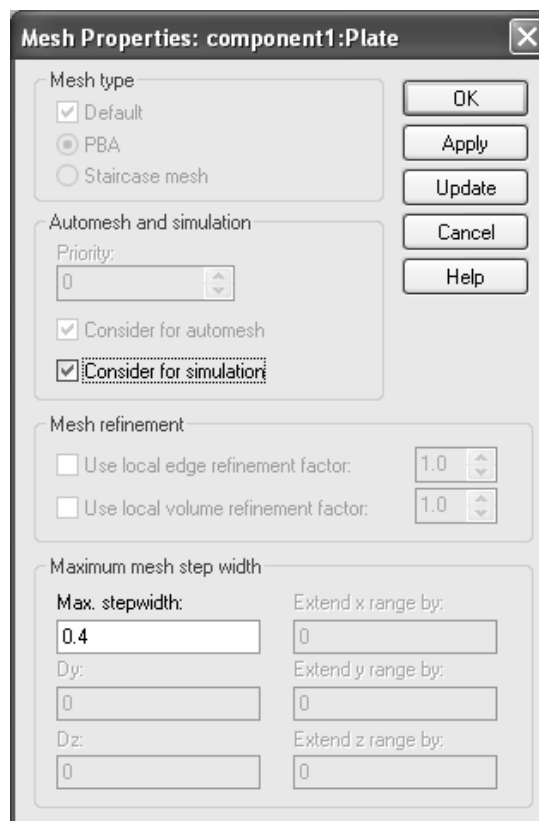 Mesh Properties: component1:Plate
Mesh type
Default
PBA
Staircase mesh
OK
Apply
Update
Cancel
Help
Automesh and simulation
Priority:
0
Consider for automesh
Consider for simulation
Mesh refinement
Use local edge refinement factor: 1.0
Use local volume refinement factor: 1.0
Maximum mesh step width
Max. stepwidth: Extend x range by:
0.4 0
Dy: Extend y range by:
0 0
Dz: Extend z range by:
0 0